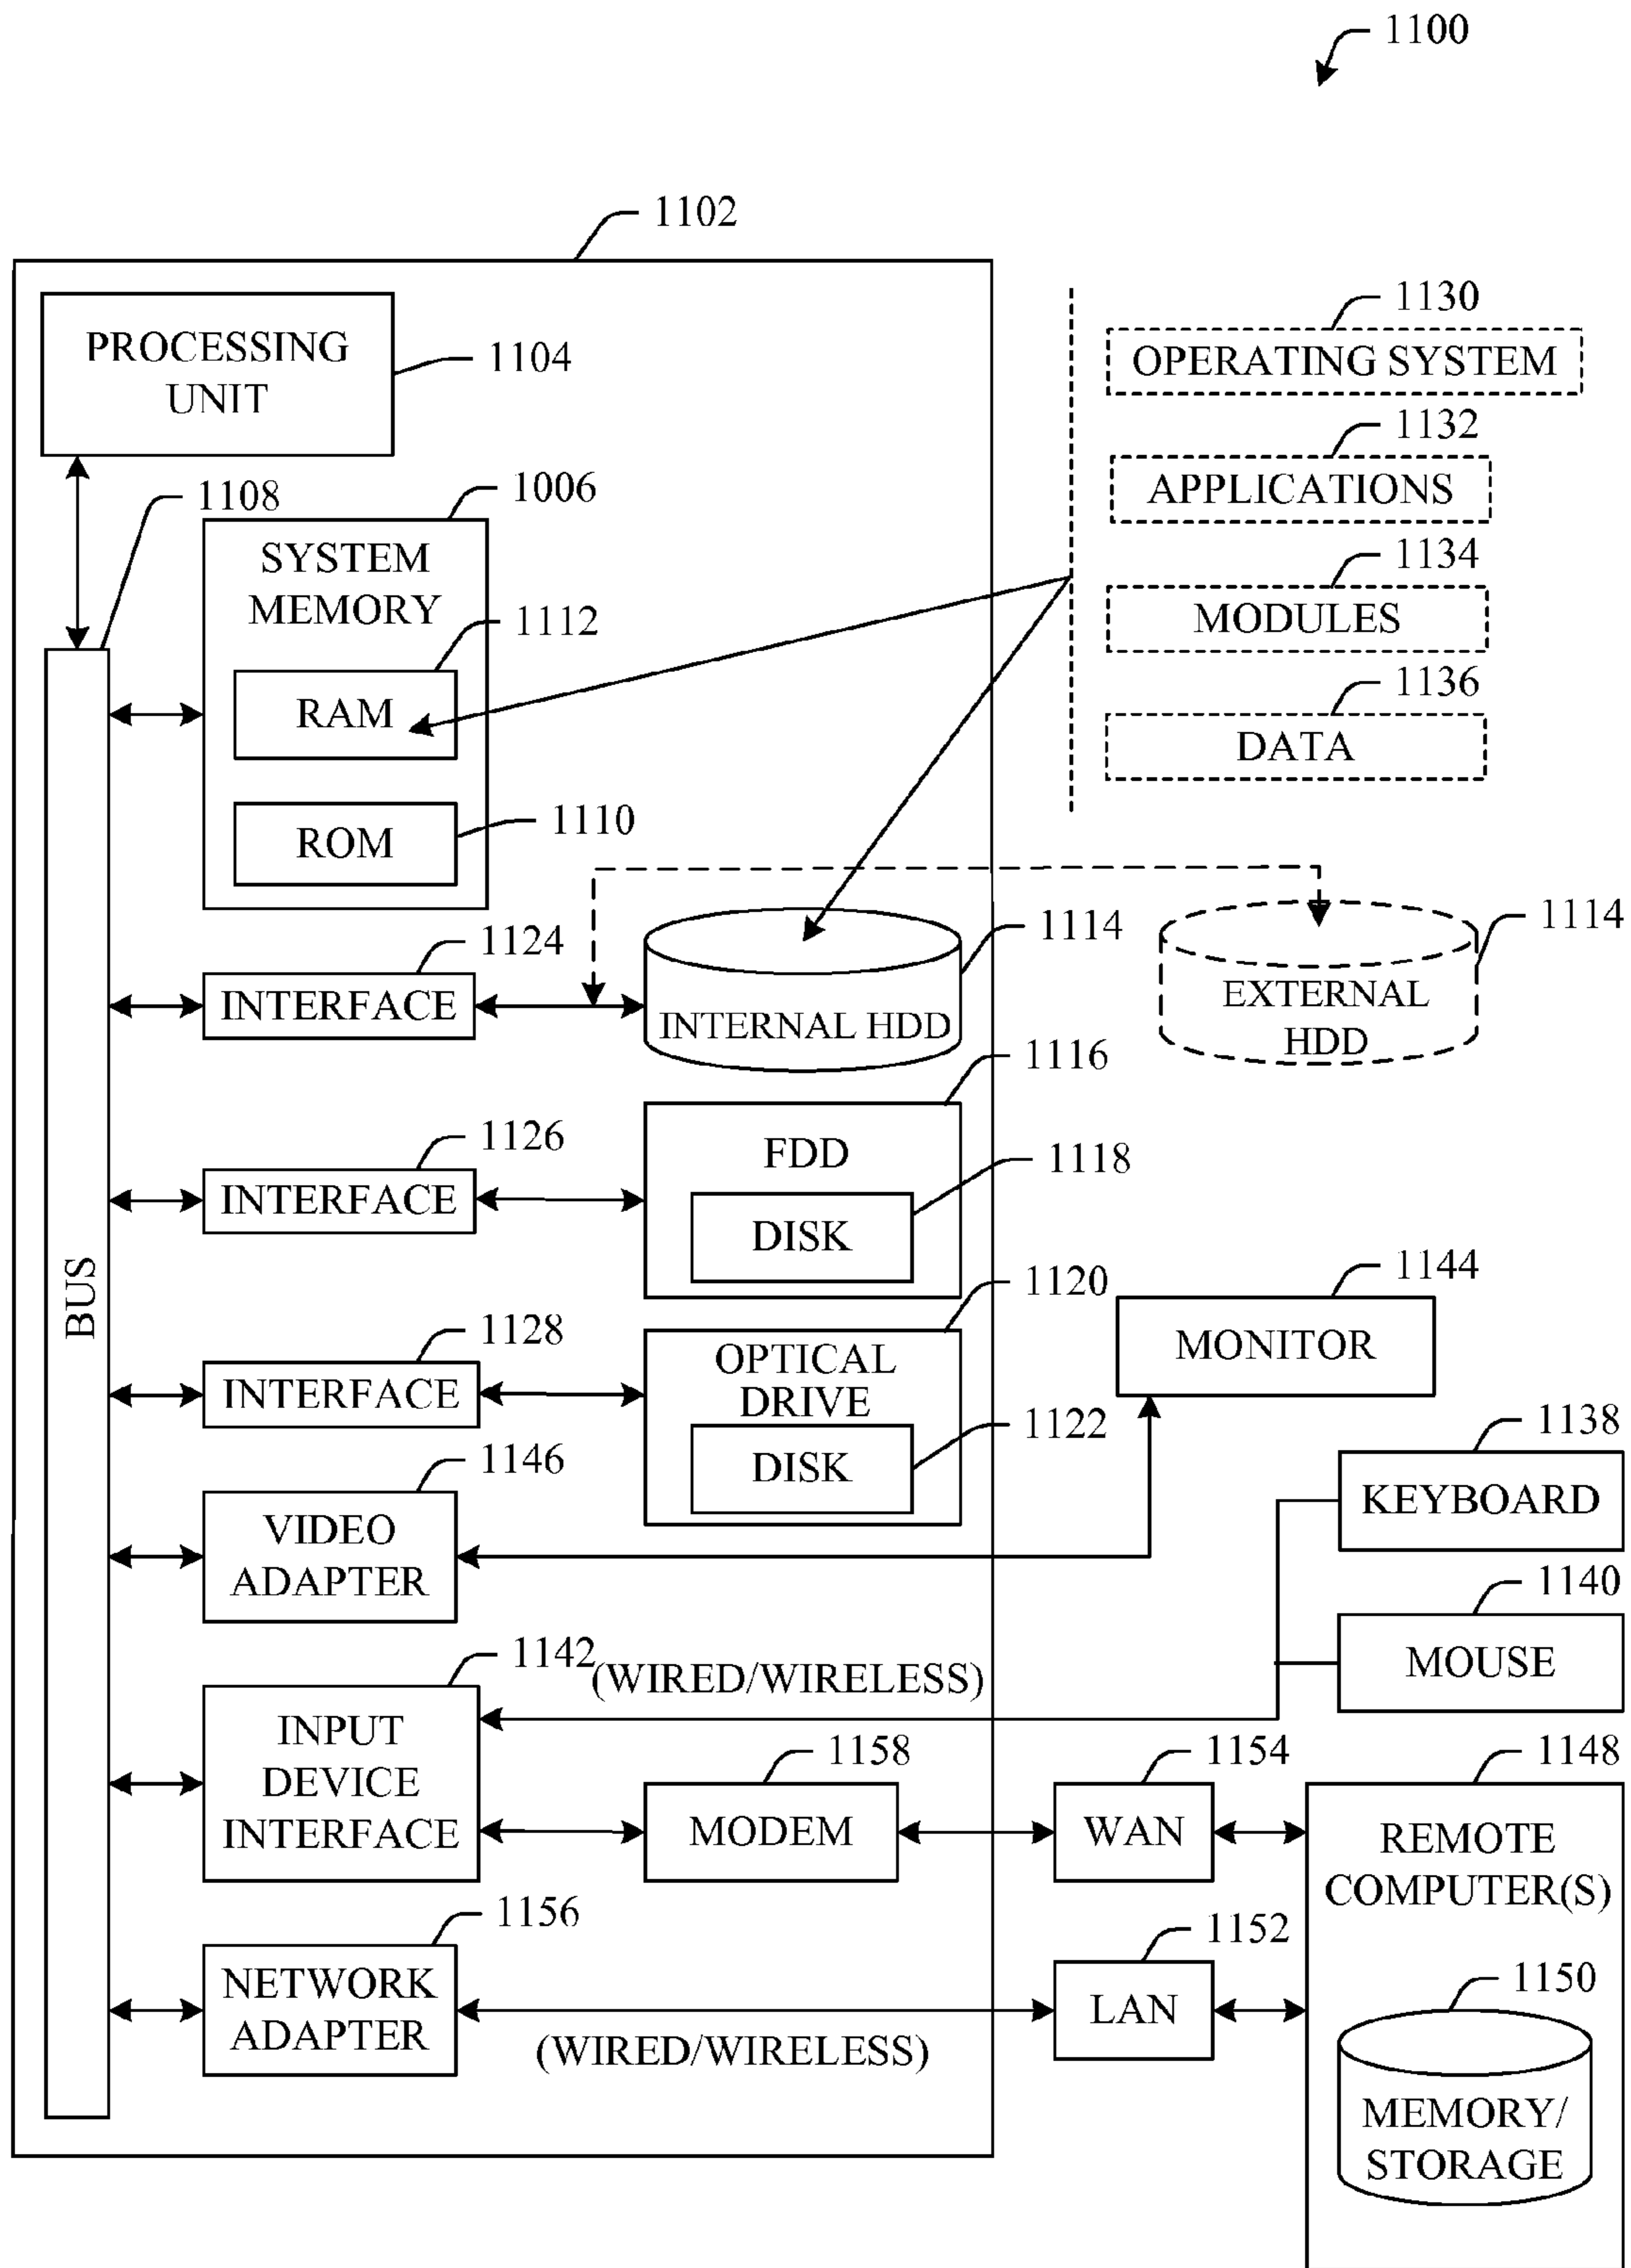 1100
1102
PROCESSING
UNIT
1104
1130
OPERATING SYSTEM
1132
APPLICATIONS
1134
MODULES
1136
DATA
1108
1006
SYSTEM
MEMORY
1112
RAM
1110
ROM
1124
INTERFACE
1114
INTERNAL HDD
1114
EXTERNAL
HDD
1116
FDD
1126
INTERFACE
1118
DISK
BUS
1120
OPTICAL
DRIVE
1128
INTERFACE
1122
DISK
1144
MONITOR
1146
VIDEO
ADAPTER
1138
KEYBOARD
1140
MOUSE
1142
(WIRED/WIRELESS)
INPUT
DEVICE
INTERFACE
1158
MODEM
1154
WAN
1148
REMOTE
COMPUTER(S)
1156
NETWORK
ADAPTER
(WIRED/WIRELESS)
1152
LAN
1150
MEMORY/
STORAGE